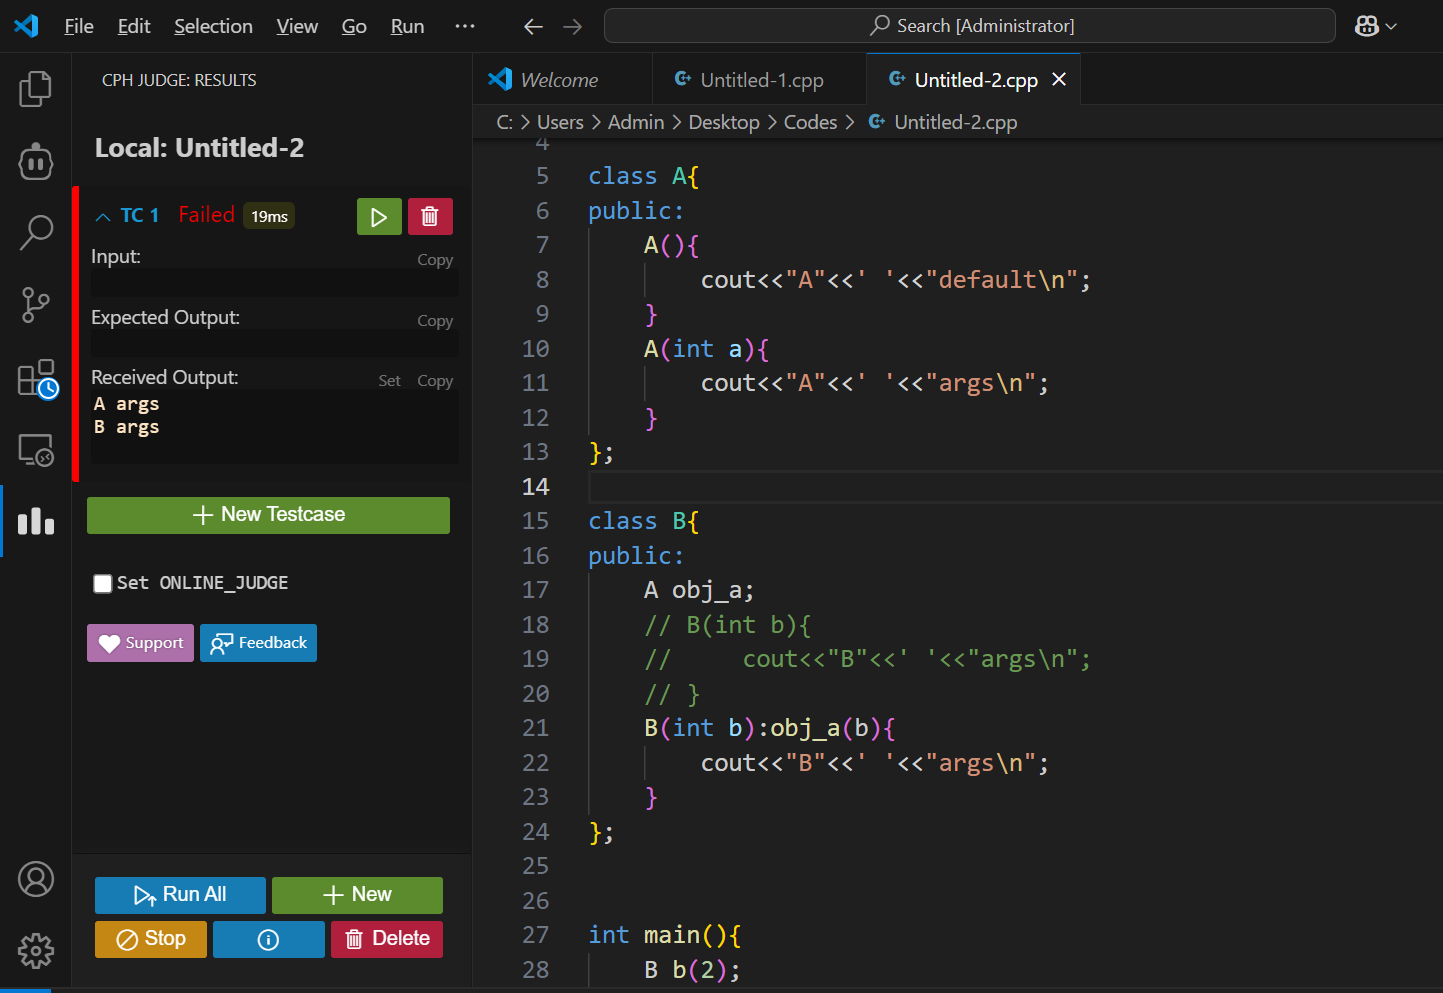 File Edit Selection View Go Run ··· Search [Administrator]
CPH JUDGE: RESULTS
Local: Untitled-2
TC 1 Failed 19ms
Input: Copy
Expected Output: Copy
Received Output: Set Copy
A args
B args
New Testcase
Set ONLINE_JUDGE
Support Feedback
Run All New
Stop Delete
Welcome Untitled-1.cpp Untitled-2.cpp
C: > Users > Admin > Desktop > Codes > Untitled-2.cpp
4
5 class A{
6 public:
7     A(){
8         cout<<"A"<<' '<<"default\n";
9     }
10     A(int a){
11         cout<<"A"<<' '<<"args\n";
12     }
13 };
14
15 class B{
16 public:
17     A obj_a;
18     // B(int b){
19     //     cout<<"B"<<' '<<"args\n";
20     // }
21     B(int b):obj_a(b){
22         cout<<"B"<<' '<<"args\n";
23     }
24 };
25
26
27 int main(){
28     B b(2);